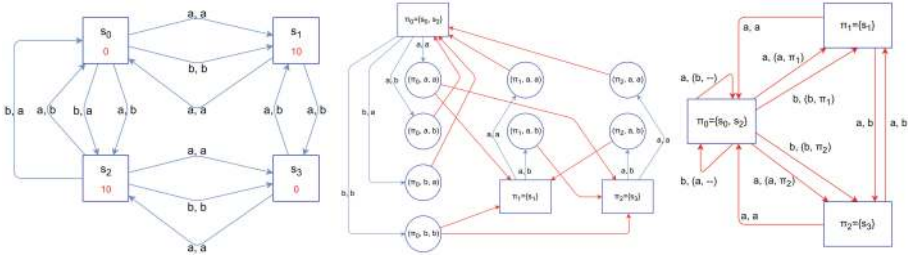 a, a
s0
0
s1
10
b, b
b, a
a, b
b, a
a, b
a, a
a, b
a, b
s2
10
a, a
s3
0
b, b
a, a
π0={s0, s2}
a, a
a, b
b, a
b, b
(π0, a, a)
(π1, a, a)
(π2, a, a)
(π0, a, b)
(π1, a, b)
(π2, a, b)
a, a
a, a
(π0, b, a)
a, b
a, b
π1={s1}
π2={s3}
(π0, b, b)
a, a
π1={s1}
a, (b, --)
a, (a, π1)
b, (b, π1)
π0={s0, s2}
a, b
a, b
b, (b, π2)
b, (a, --)
a, (a, π2)
a, a
π2={s3}